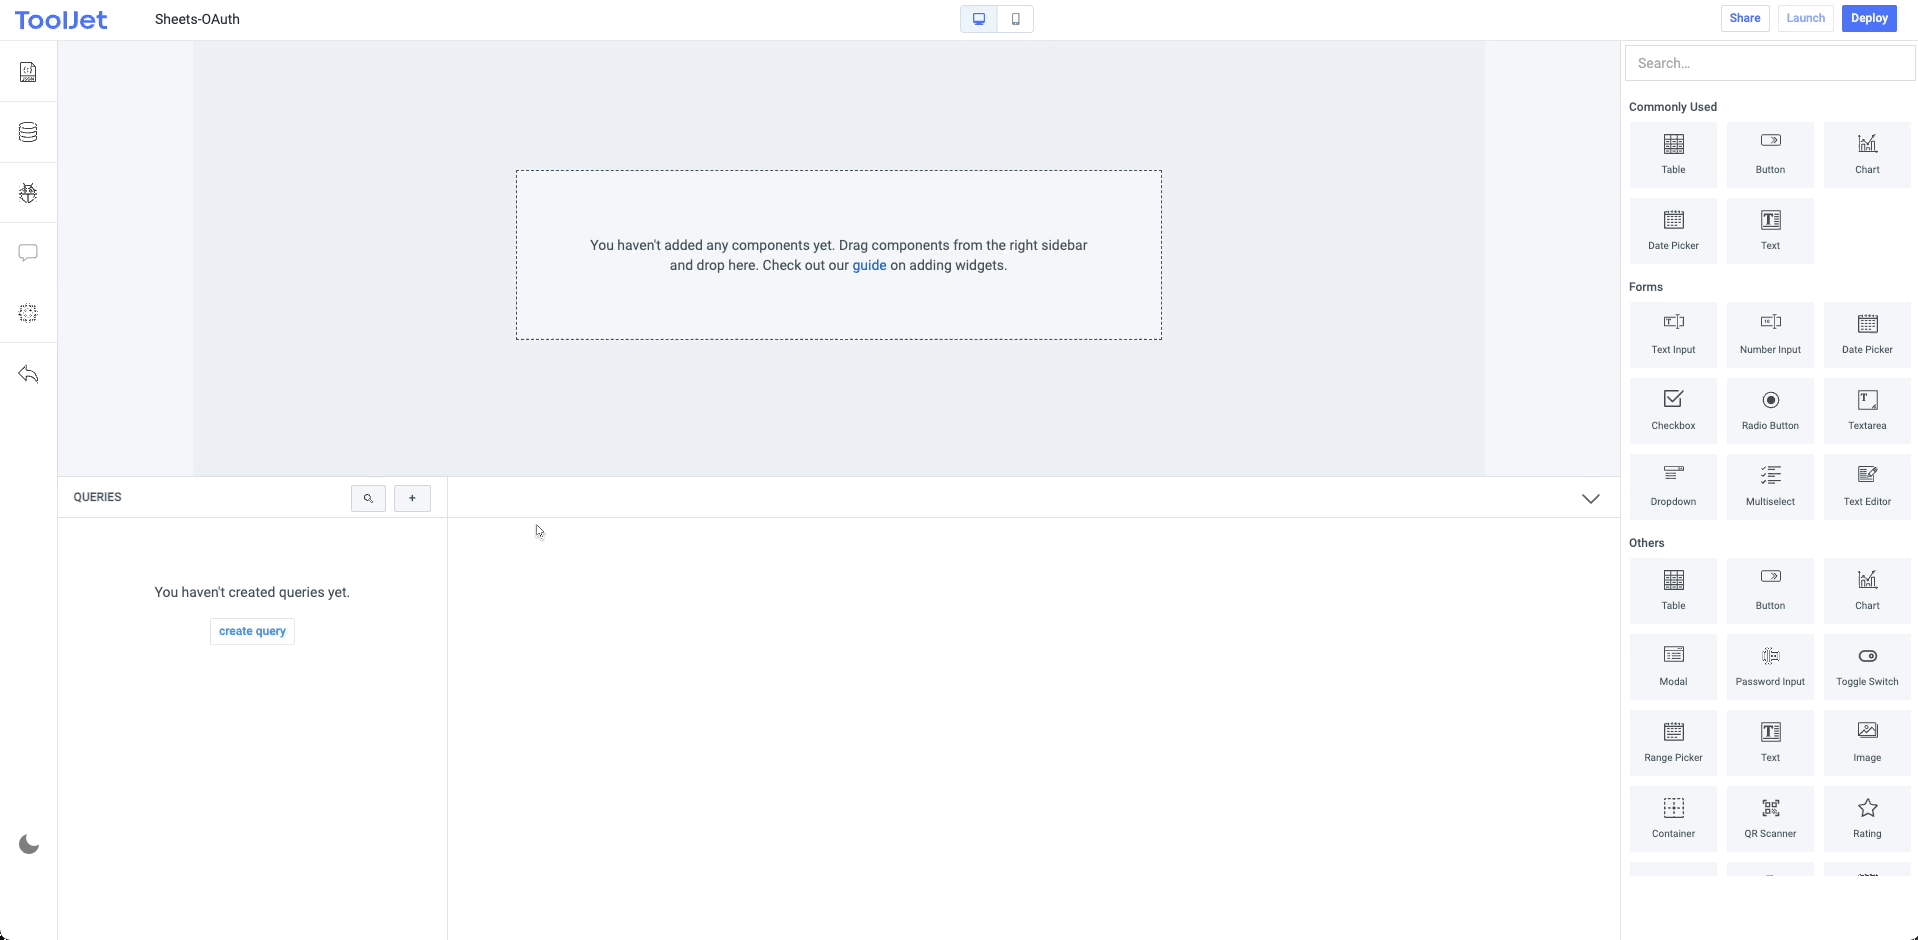 ToolJet
Sheets-OAuth
Share
Launch
Deploy
Search...
Commonly Used
Table
Button
Chart
Date Picker
Text
Forms
Text Input
Number Input
Date Picker
Checkbox
Radio Button
Textarea
Dropdown
Multiselect
Text Editor
Others
Table
Button
Chart
Modal
Password Input
Toggle Switch
Range Picker
Text
Image
Container
QR Scanner
Rating
You haven't added any components yet. Drag components from the right sidebar
and drop here. Check out our guide on adding widgets.
QUERIES
+
You haven't created queries yet.
create query